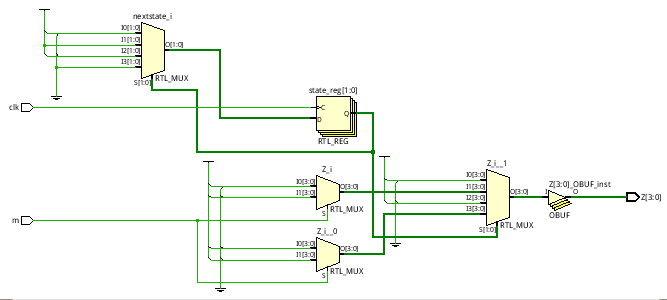 nextstate_i
I0[1:0]
I1[1:0]
I2[1:0]
I3[1:0]
O[1:0]
S[1:0]
RTL_MUX
state_reg[1:0]
clk
C
D
Q
RTL_REG
Z_i
I0[3:0]
I1[3:0]
O[3:0]
S
RTL_MUX
m
Z_i__0
I0[3:0]
I1[3:0]
O[3:0]
S
RTL_MUX
Z_i__1
I0[3:0]
I1[3:0]
I2[3:0]
I3[3:0]
O[3:0]
S[1:0]
RTL_MUX
Z[3:0]_OBUF_inst
I
O
OBUF
Z[3:0]